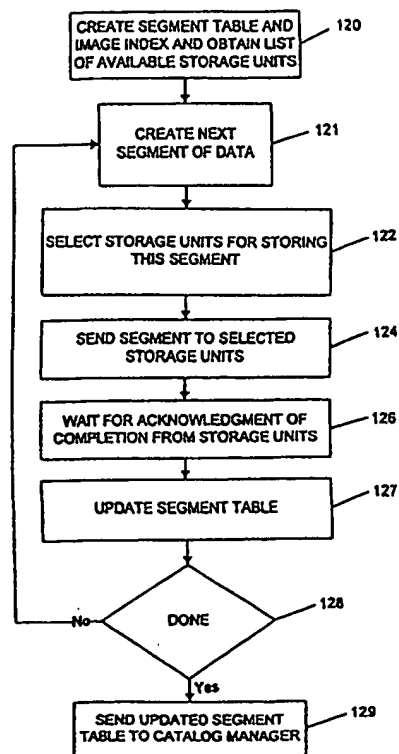 CREATE SEGMENT TABLE AND
IMAGE INDEX AND OBTAIN LIST
OF AVAILABLE STORAGE UNITS
120
CREATE NEXT
SEGMENT OF DATA
121
SELECT STORAGE UNITS FOR STORING
THIS SEGMENT
122
SEND SEGMENT TO SELECTED
STORAGE UNITS
124
WAIT FOR ACKNOWLEDGMENT OF
COMPLETION FROM STORAGE UNITS
126
UPDATE SEGMENT TABLE
127
DONE
128
No
Yes
SEND UPDATED SEGMENT
TABLE TO CATALOG MANAGER
129